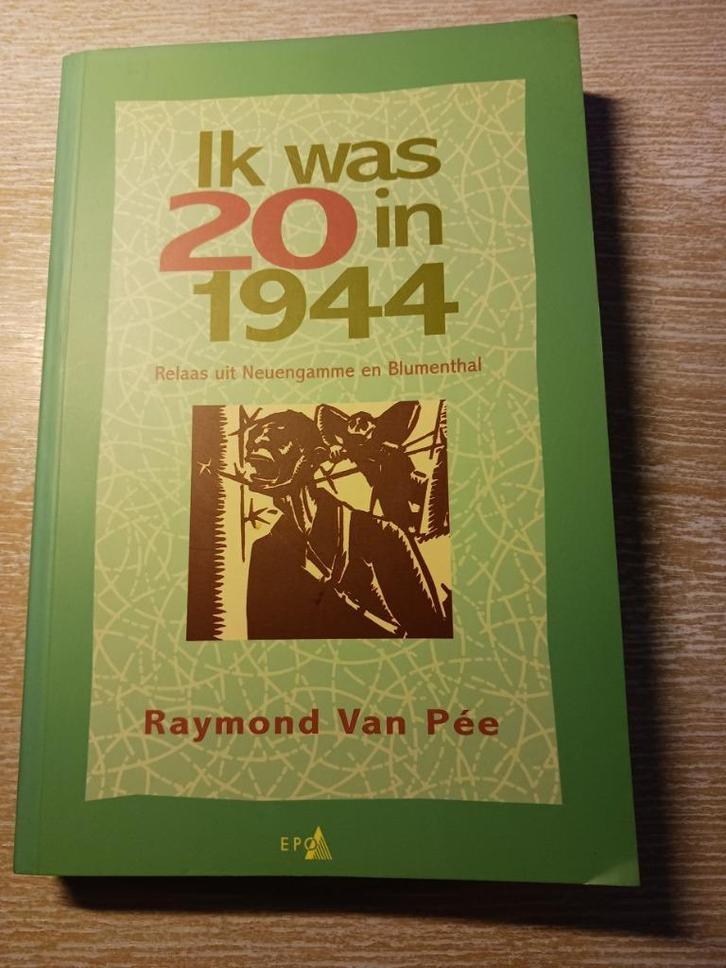 Ik was
20 in
1944
Relaas uit Neuengamme en Blumenthal
Raymond Van Pée
EPO